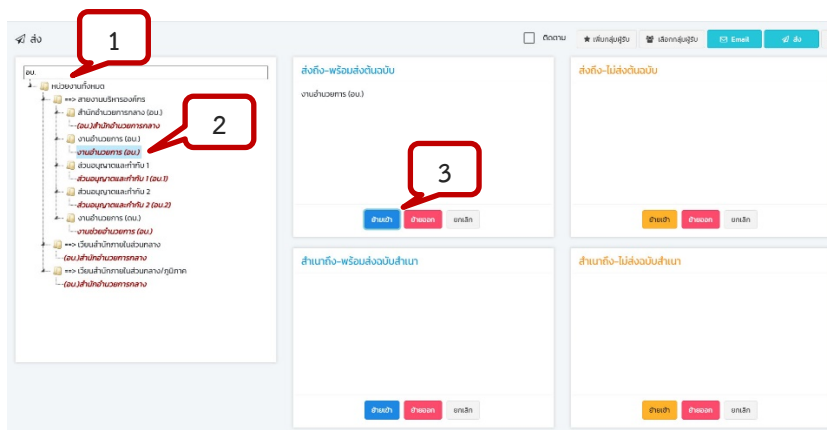 ส่ง
ติดตาม
เพิ่มกลุ่มผู้รับ
เลือกกลุ่มผู้รับ
Email
ส่ง
1
อบ.
หน่วยงานทั้งหมด
==> สายงานบริหารองค์กร
สำนักอำนวยการกลาง (อบ.)
(อบ.)สำนักอำนวยการกลาง
งานอำนวยการ (อบ.)
งานอำนวยการ (อบ.)
ส่วนอนุญาตและกำกับ 1
ส่วนอนุญาตและกำกับ 1 (อบ.1)
ส่วนอนุญาตและกำกับ 2
ส่วนอนุญาตและกำกับ 2 (อบ.2)
งานอำนวยการ (อบ.)
งานช่วยอำนวยการ (อบ.)
==> เวียนสำนักภายในส่วนกลาง
(อบ.)สำนักอำนวยการกลาง
==> เวียนสำนักภายในส่วนกลาง/ภูมิภาค
(อบ.)สำนักอำนวยการกลาง
2
ส่งถึง-พร้อมส่งต้นฉบับ
งานอำนวยการ (อบ.)
3
ย้ายเข้า ย้ายออก ยกเลิก
ส่งถึง-ไม่ส่งต้นฉบับ
ย้ายเข้า ย้ายออก ยกเลิก
สำเนาถึง-พร้อมส่งฉบับสำเนา
ย้ายเข้า ย้ายออก ยกเลิก
สำเนาถึง-ไม่ส่งฉบับสำเนา
ย้ายเข้า ย้ายออก ยกเลิก